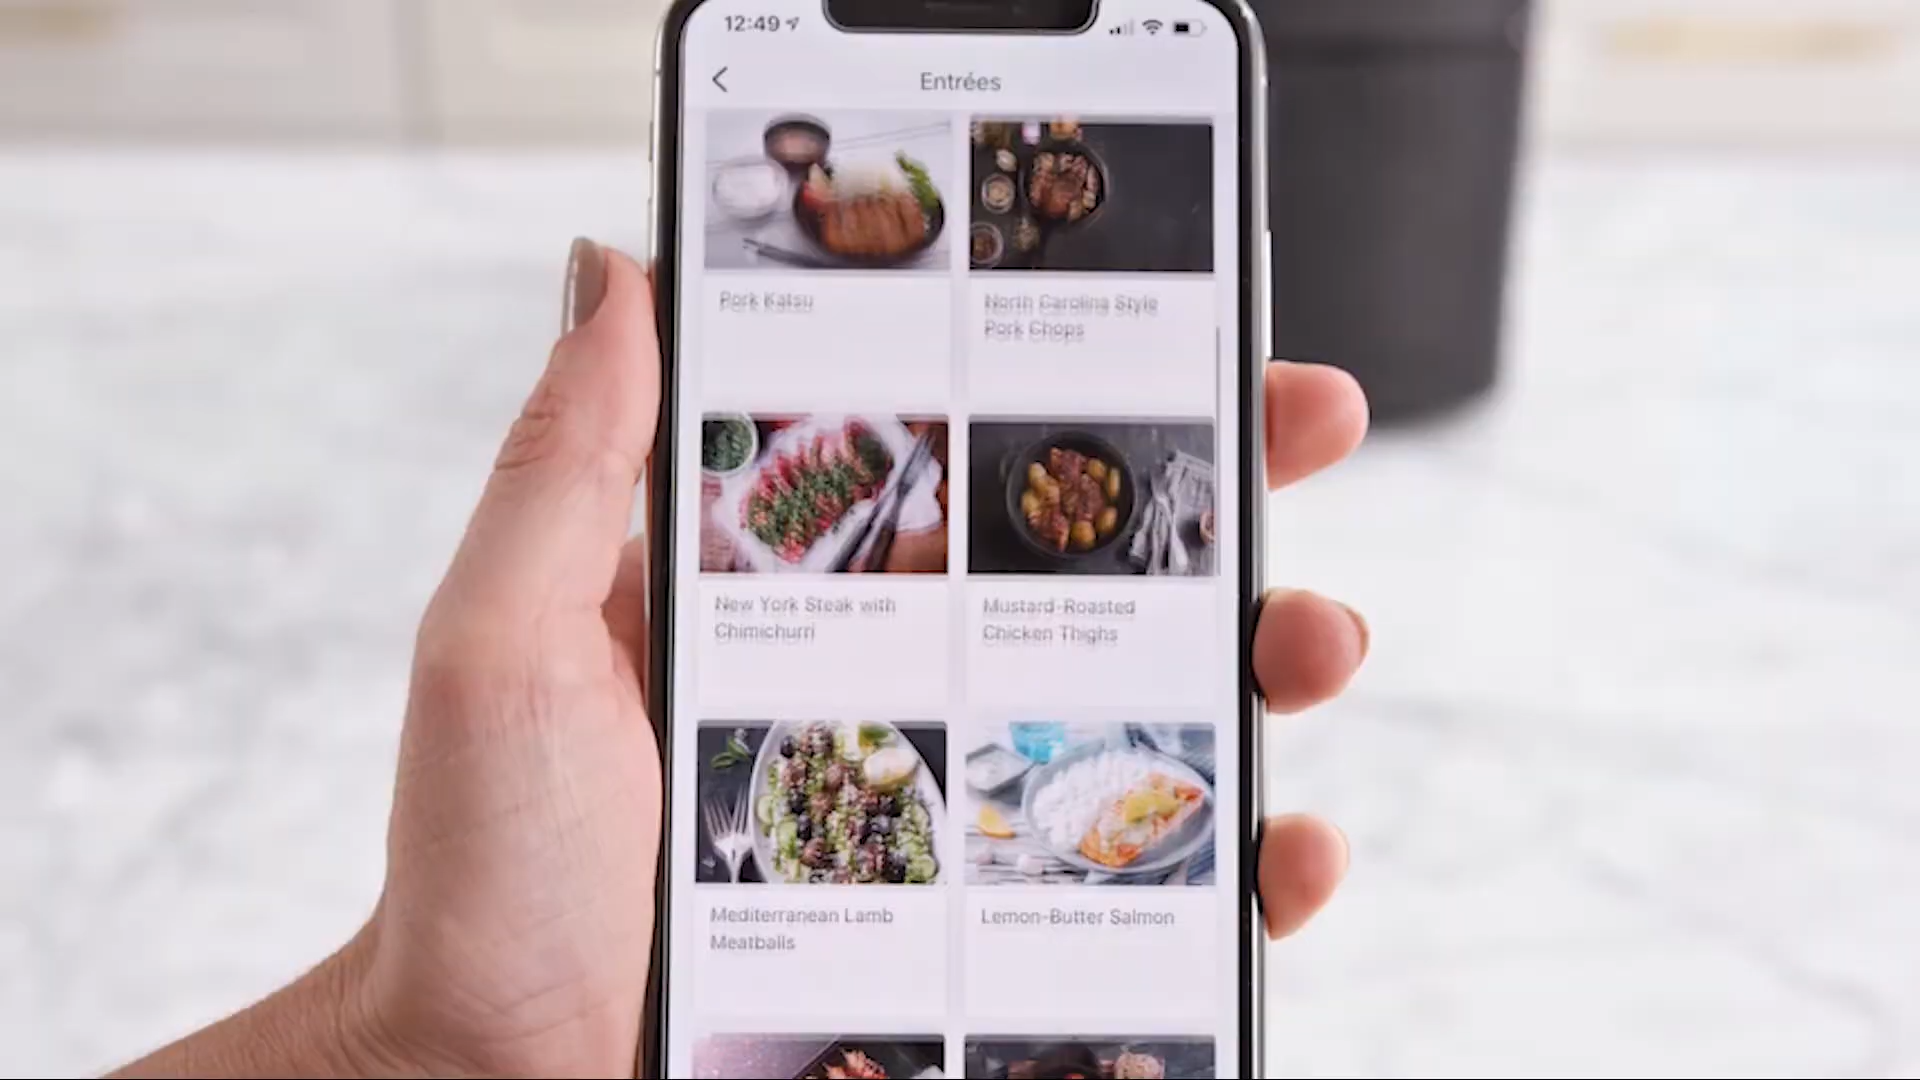 12:49
Entrées
Pork Katsu
North Carolina Style
Pork Chops
New York Steak with
Chimichurri
Mustard-Roasted
Chicken Thighs
Mediterranean Lamb
Meatballs
Lemon-Butter Salmon